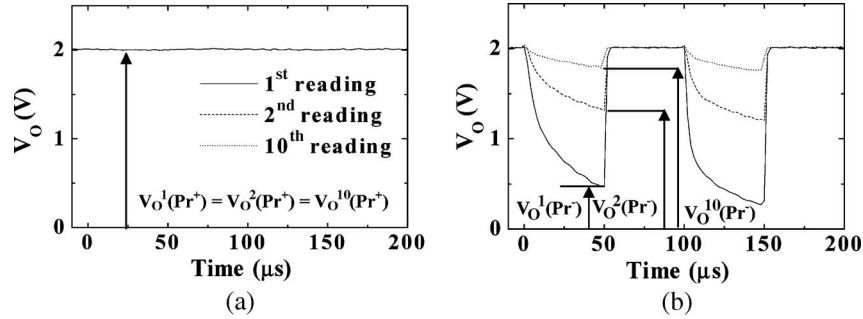 2
1
0
V_O (V)
1st reading
2nd reading
10th reading
V_O^1(Pr^+) = V_O^2(Pr^+) = V_O^10(Pr^+)
0 50 100 150 200
Time (μs)
(a)
2
1
0
V_O (V)
V_O^1(Pr^-) V_O^2(Pr^-) V_O^10(Pr^-)
0 50 100 150 200
Time (μs)
(b)